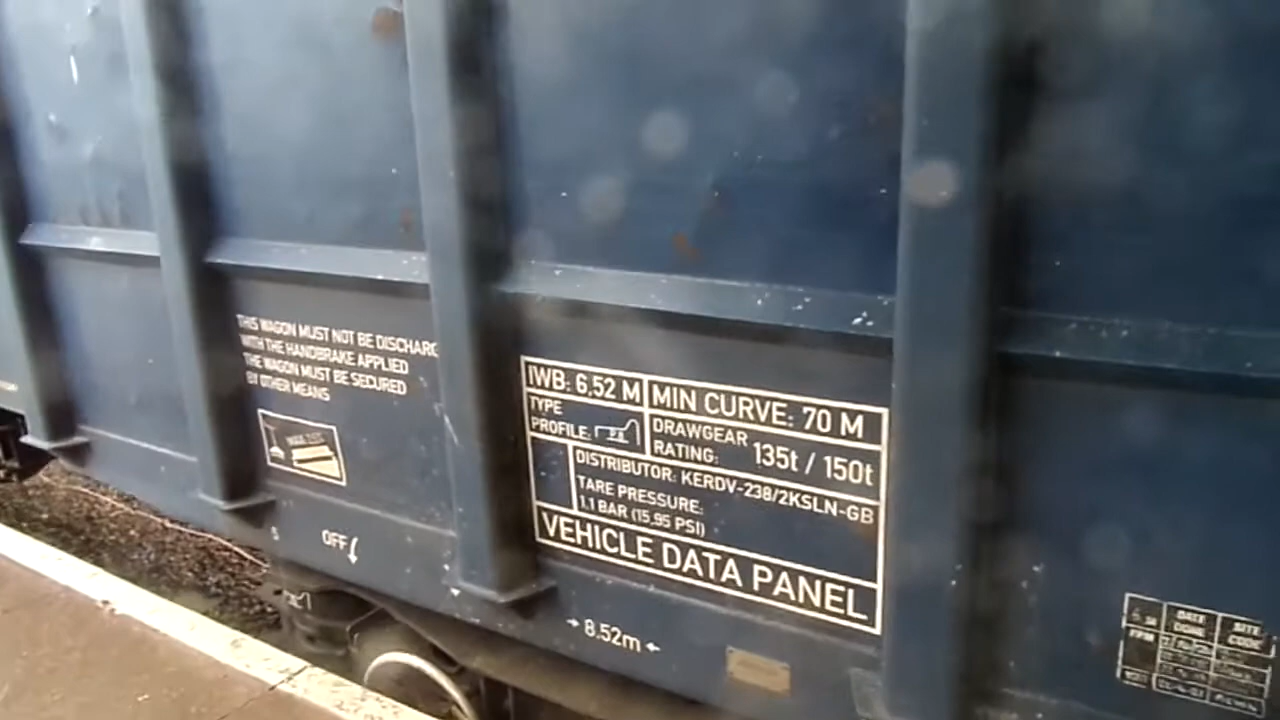 THIS WAGON MUST NOT BE DISCHARG
WITH THE HANDBRAKE APPLIED
THE WAGON MUST BE SECURED
BY OTHER MEANS
OFF
IWB: 6,52 M
MIN CURVE: 70 M
TYPE
PROFILE:
P8
DRAWGEAR
RATING:
135t / 150t
DISTRIBUTOR: KERDV-238/2KSLN-GB
TARE PRESSURE:
1.1 BAR (15.95 PSI)
VEHICLE DATA PANEL
8.52m
DATE
DONE
SITE
CODE
PPM